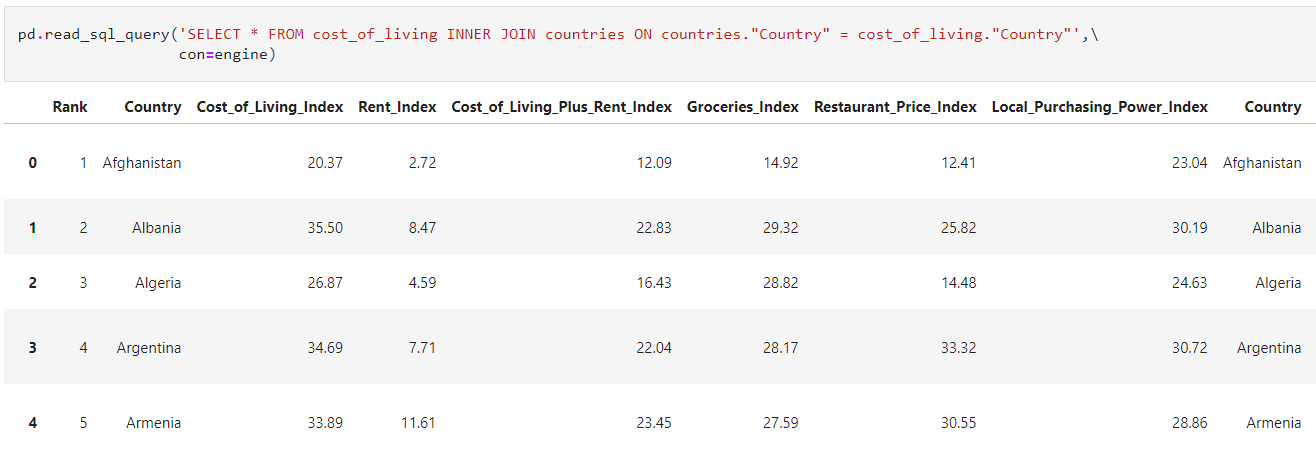 pd.read_sql_query('SELECT * FROM cost_of_living INNER JOIN countries ON countries."Country" = cost_of_living."Country"',\
con=engine)
Rank Country Cost_of_Living_Index Rent_Index Cost_of_Living_Plus_Rent_Index Groceries_Index Restaurant_Price_Index Local_Purchasing_Power_Index Country
0 1 Afghanistan 20.37 2.72 12.09 14.92 12.41 23.04 Afghanistan
1 2 Albania 35.50 8.47 22.83 29.32 25.82 30.19 Albania
2 3 Algeria 26.87 4.59 16.43 28.82 14.48 24.63 Algeria
3 4 Argentina 34.69 7.71 22.04 28.17 33.32 30.72 Argentina
4 5 Armenia 33.89 11.61 23.45 27.59 30.55 28.86 Armenia